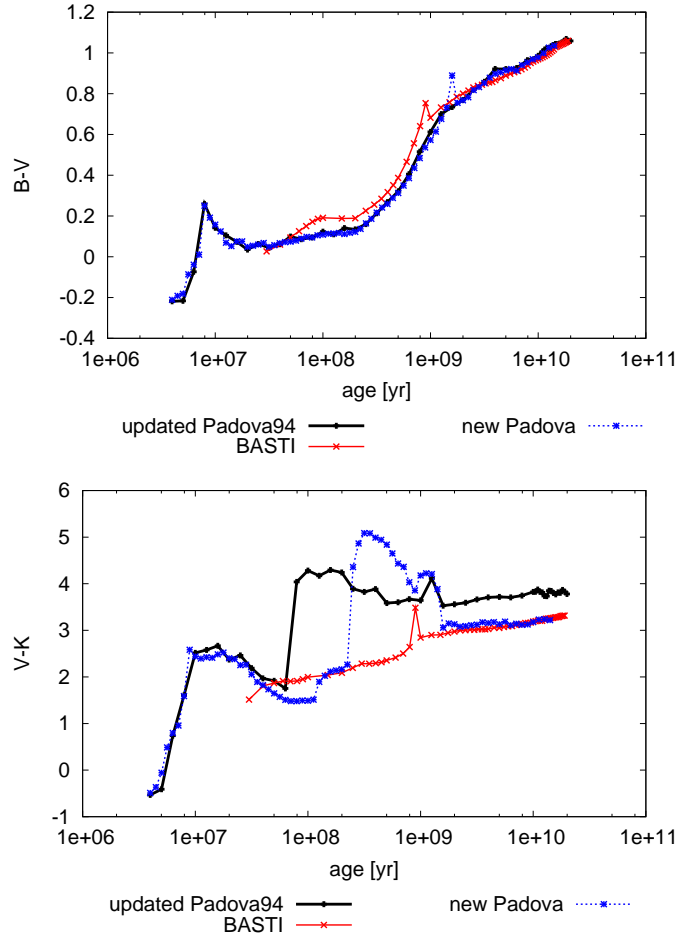 1.2
1
0.8
0.6
0.4
0.2
0
-0.2
-0.4
B-V
1e+06 1e+07 1e+08 1e+09 1e+10 1e+11
age [yr]
updated Padova94 new Padova
BASTI
6
5
4
3
2
1
0
-1
V-K
1e+06 1e+07 1e+08 1e+09 1e+10 1e+11
age [yr]
updated Padova94 new Padova
BASTI